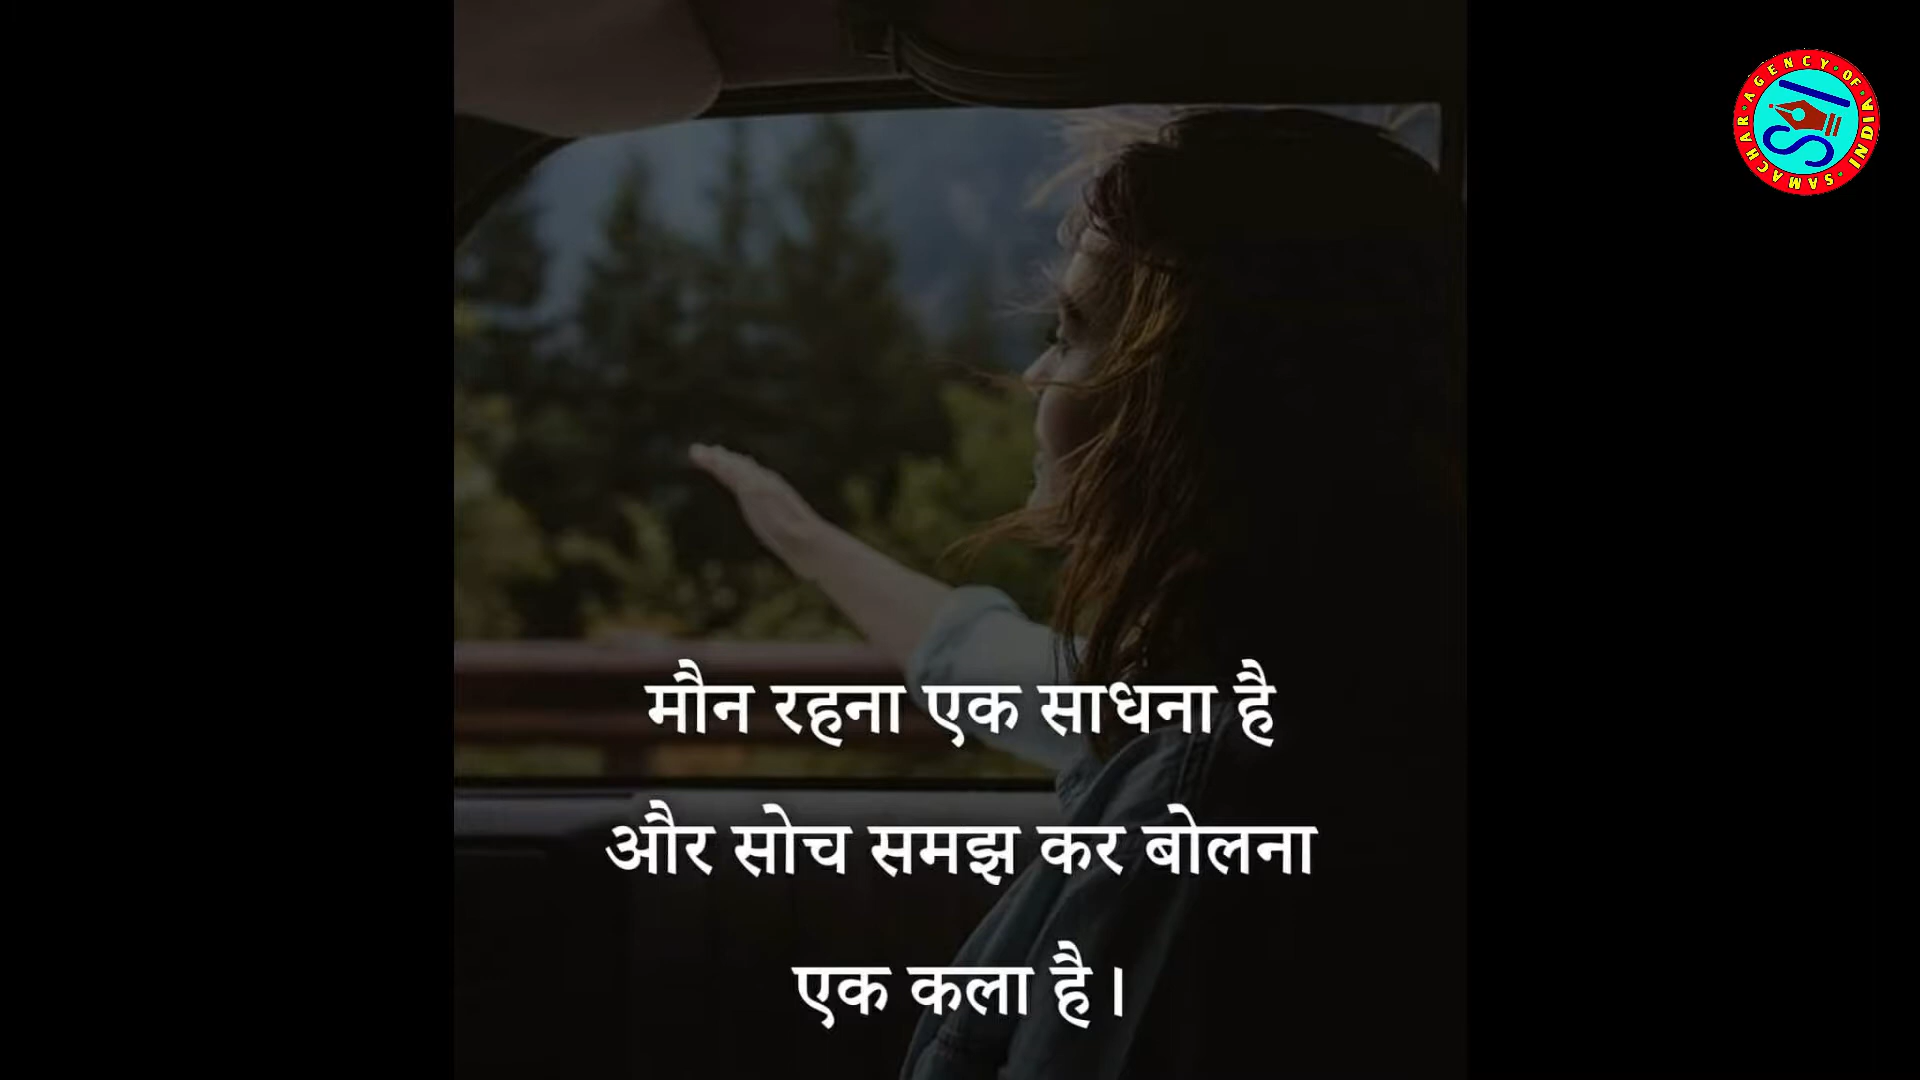 SAMACHAR • AGENCY • OF • INDIA •
मौन रहना एक साधना है
और सोच समझ कर बोलना
एक कला है।